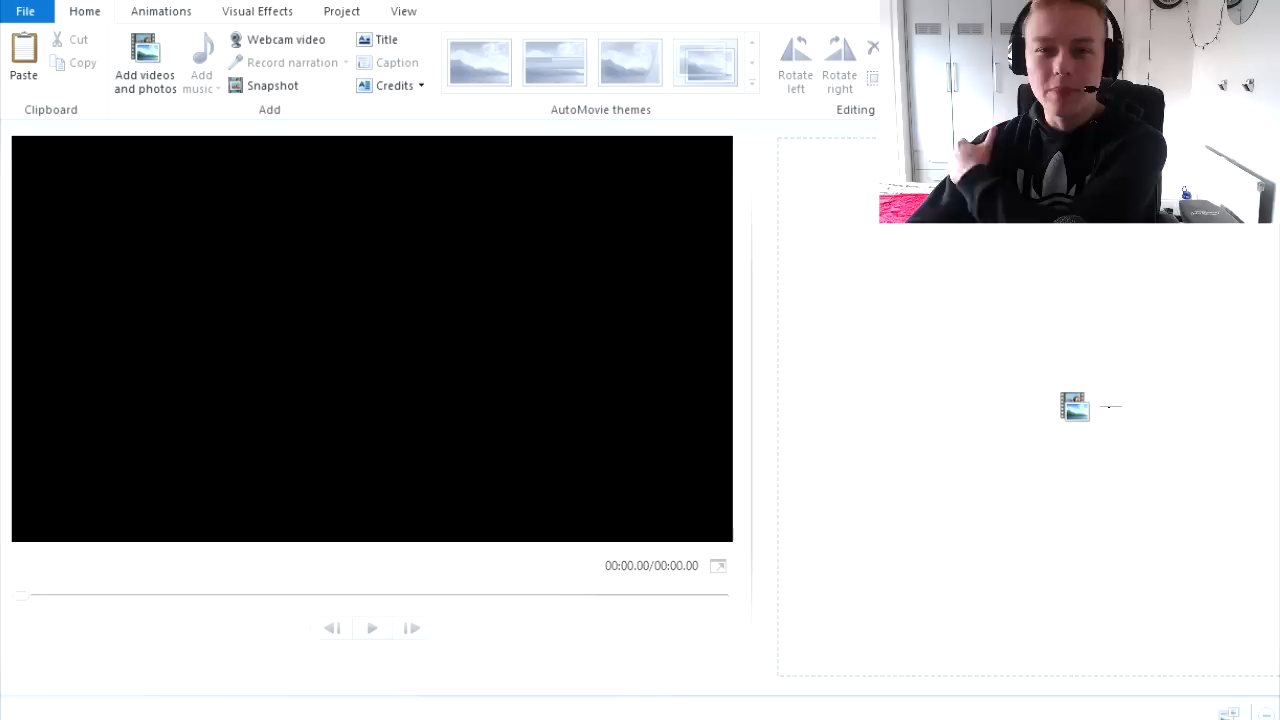 File Home Animations Visual Effects Project View
Paste
Cut
Copy
Clipboard
Add videos
and photos
Add
music
Webcam video
Record narration
Snapshot
Title
Caption
Credits
Add
AutoMovie themes
Rotate
left
Rotate
right
Editing
00:00.00/00:00.00